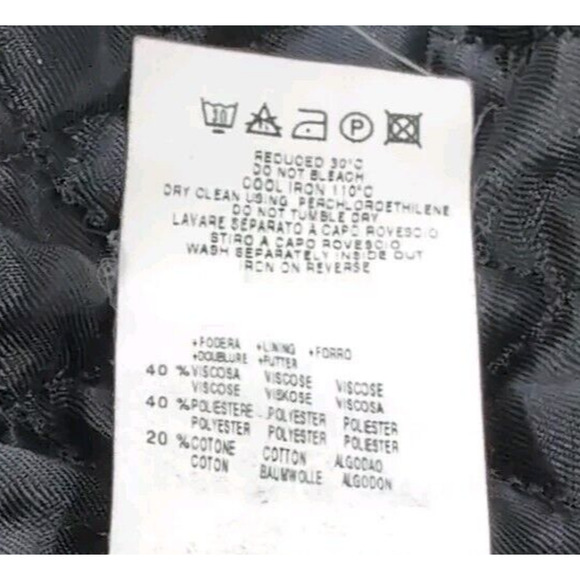 30 P
REDUCED 30°C
DO NOT BLEACH
COOL IRON 110°C
DRY CLEAN USING PERCHLOROETHILENE
DO NOT TUMBLE DRY
LAVARE SEPARATO A CAPO ROVESCIO
STIRO A CAPO ROVESCIO
WASH SEPARATELY INSIDE OUT
IRON ON REVERSE
+FODERA +LINING +FORRO
+DOUBLURE +FUTTER
40 %VISCOSA VISCOSE VISCOSE
VISCOSE VISKOSE VISCOSA
40 %POLIESTERE POLYESTER POLIESTER
POLYESTER POLYESTER POLIESTER
20 %COTONE COTTON ALGODAO
COTON BAUMWOLLE ALGODON